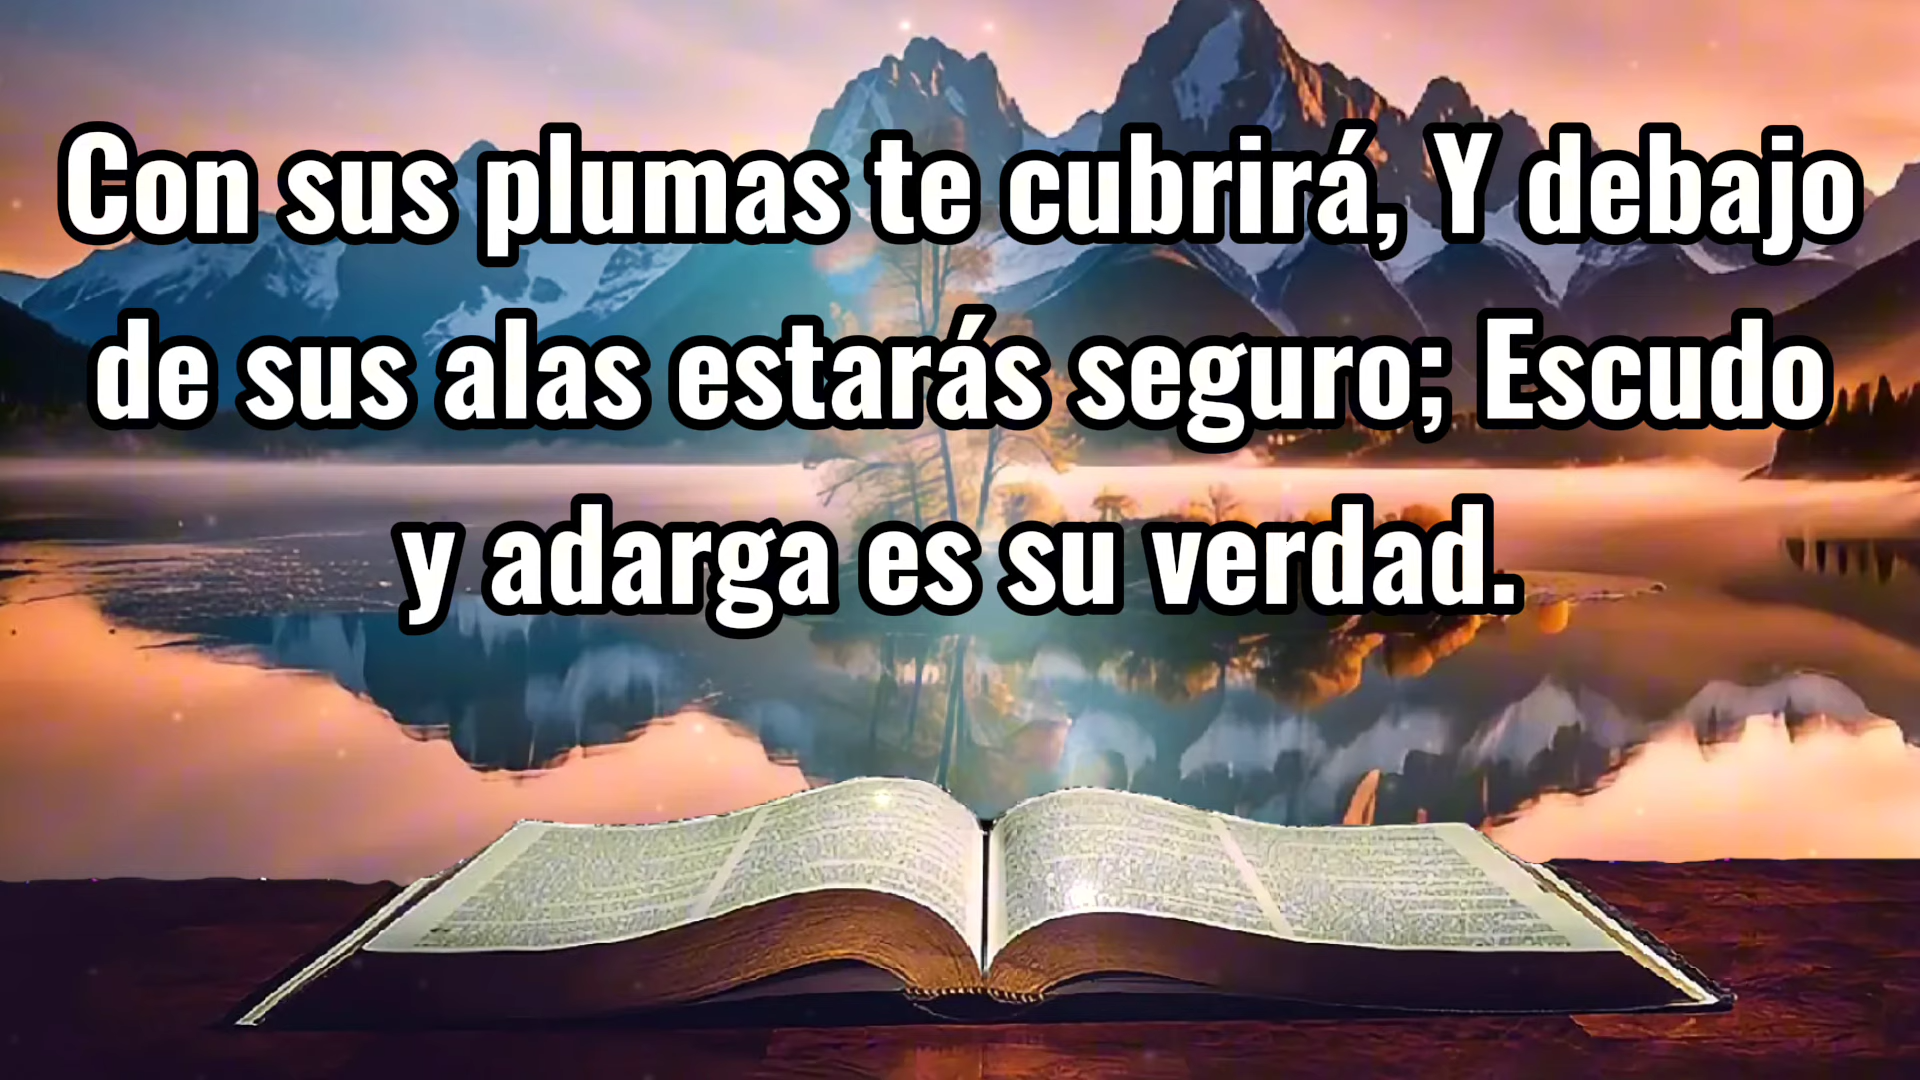 Con sus plumas te cubrirá, Y debajo
de sus alas estarás seguro; Escudo
y adarga es su verdad.